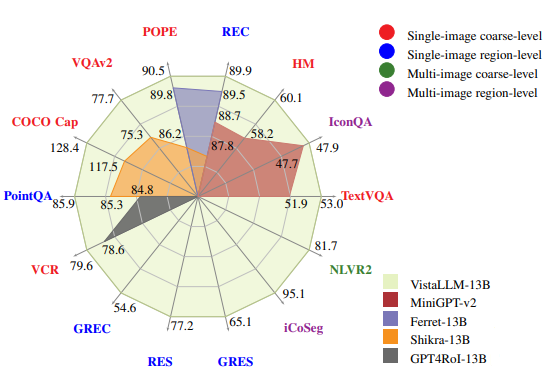 POPE
REC
HM
IconQA
TextVQA
NLVR2
iCoSeg
GRES
RES
GREC
VCR
PointQA
COCO Cap
VQAv2
90.5
89.9
60.1
47.9
53.0
81.7
95.1
65.1
77.2
54.6
79.6
85.9
128.4
77.7
89.8
89.5
88.7
87.8
58.2
47.7
51.9
86.2
75.3
117.5
84.8
85.3
78.6
Single-image coarse-level
Single-image region-level
Multi-image coarse-level
Multi-image region-level
VistaLLM-13B
MiniGPT-v2
Ferret-13B
Shikra-13B
GPT4RoI-13B